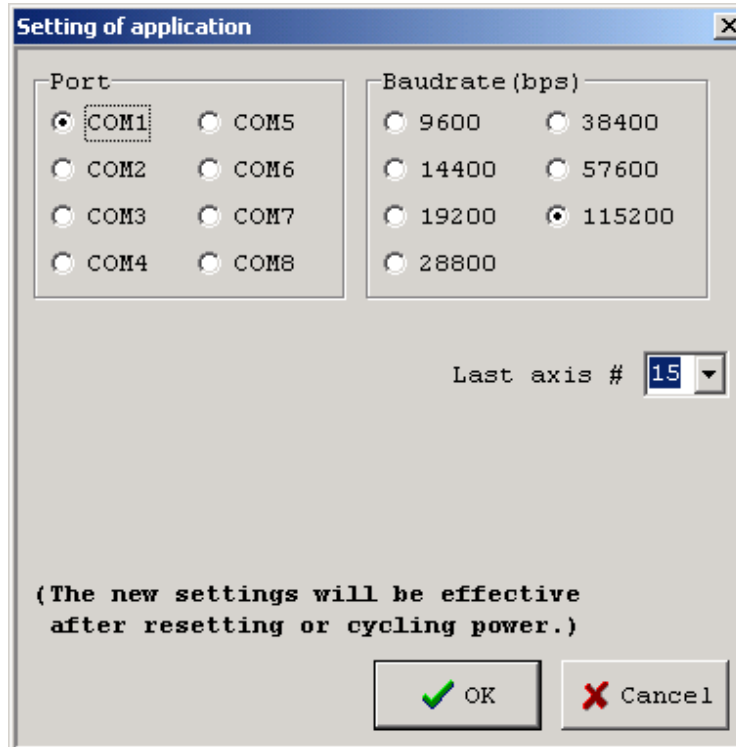 Setting of application
Port
COM1 COM5
COM2 COM6
COM3 COM7
COM4 COM8
Baudrate(bps)
9600 38400
14400 57600
19200 115200
28800
Last axis # 15
(The new settings will be effective
after resetting or cycling power.)
OK Cancel